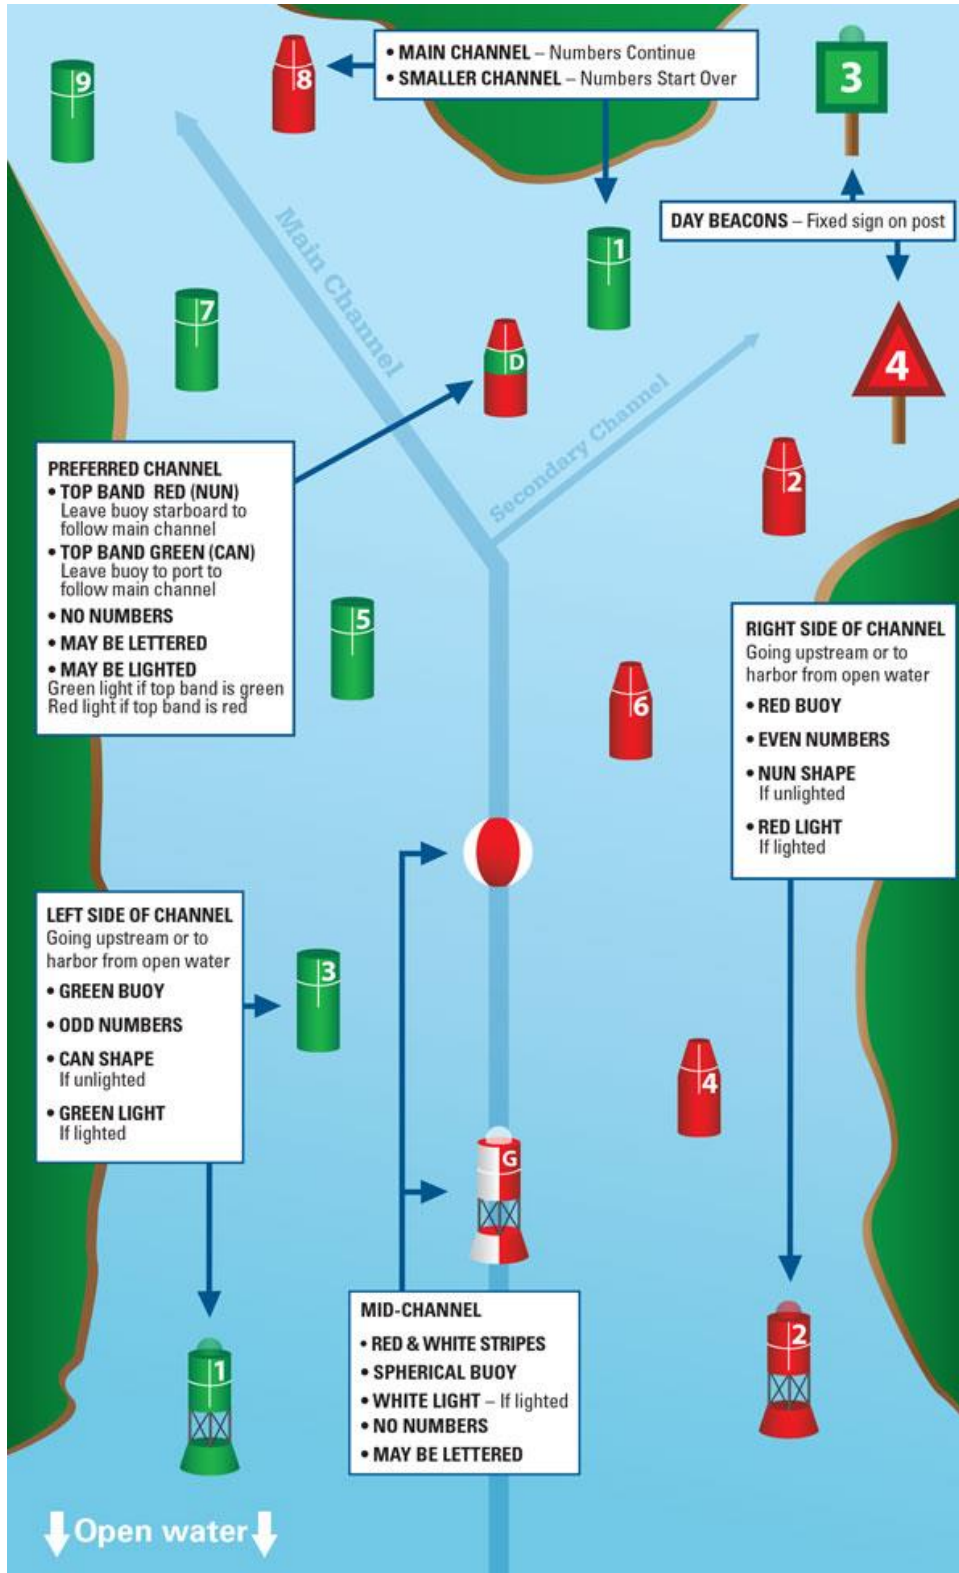 9
8
• MAIN CHANNEL – Numbers Continue
• SMALLER CHANNEL – Numbers Start Over
3
DAY BEACONS – Fixed sign on post
1
Main Channel
7
D
4
Secondary Channel
2
PREFERRED CHANNEL
• TOP BAND RED (NUN)
Leave buoy starboard to
follow main channel
• TOP BAND GREEN (CAN)
Leave buoy to port to
follow main channel
• NO NUMBERS
• MAY BE LETTERED
• MAY BE LIGHTED
Green light if top band is green
Red light if top band is red
5
6
RIGHT SIDE OF CHANNEL
Going upstream or to
harbor from open water
• RED BUOY
• EVEN NUMBERS
• NUN SHAPE
If unlighted
• RED LIGHT
If lighted
LEFT SIDE OF CHANNEL
Going upstream or to
harbor from open water
• GREEN BUOY
• ODD NUMBERS
• CAN SHAPE
If unlighted
• GREEN LIGHT
If lighted
3
4
G
MID-CHANNEL
• RED & WHITE STRIPES
• SPHERICAL BUOY
• WHITE LIGHT – If lighted
• NO NUMBERS
• MAY BE LETTERED
1
2
Open water